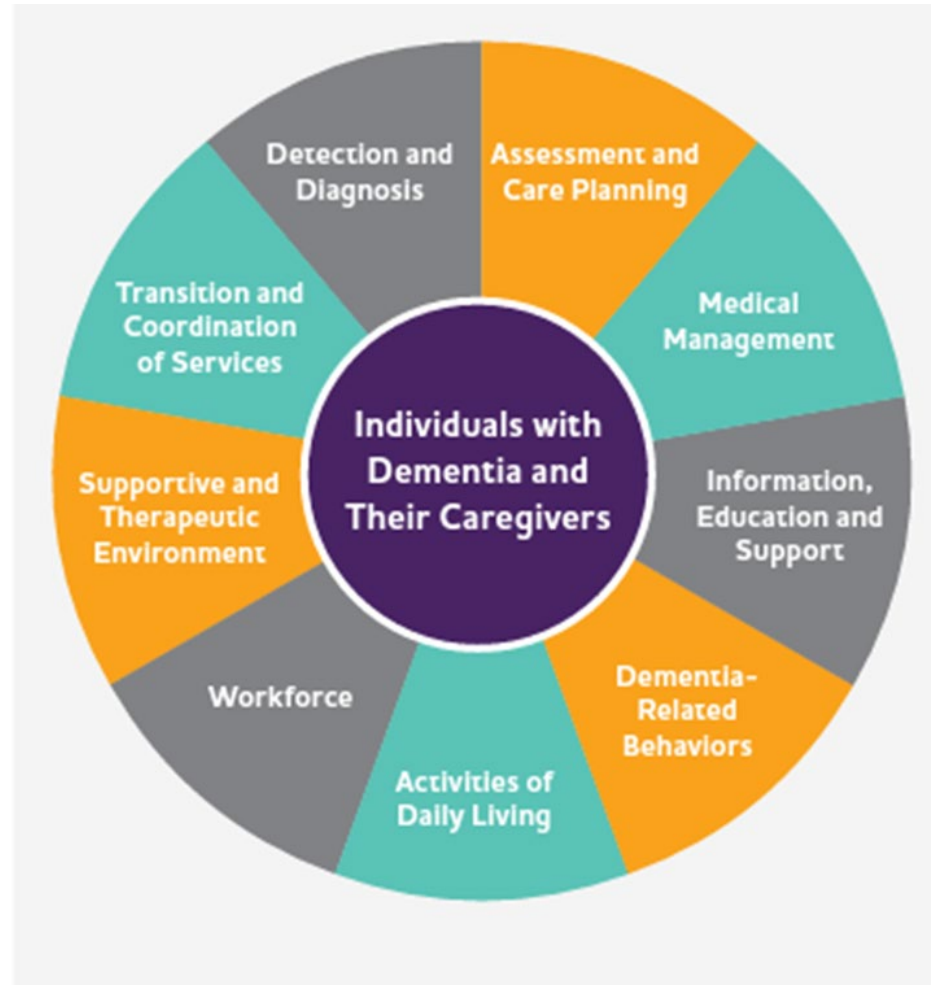 Detection and
Diagnosis
Assessment and
Care Planning
Medical
Management
Information,
Education and
Support
Dementia-
Related
Behaviors
Activities of
Daily Living
Workforce
Supportive and
Therapeutic
Environment
Transition and
Coordination
of Services
Individuals with
Dementia and
Their Caregivers